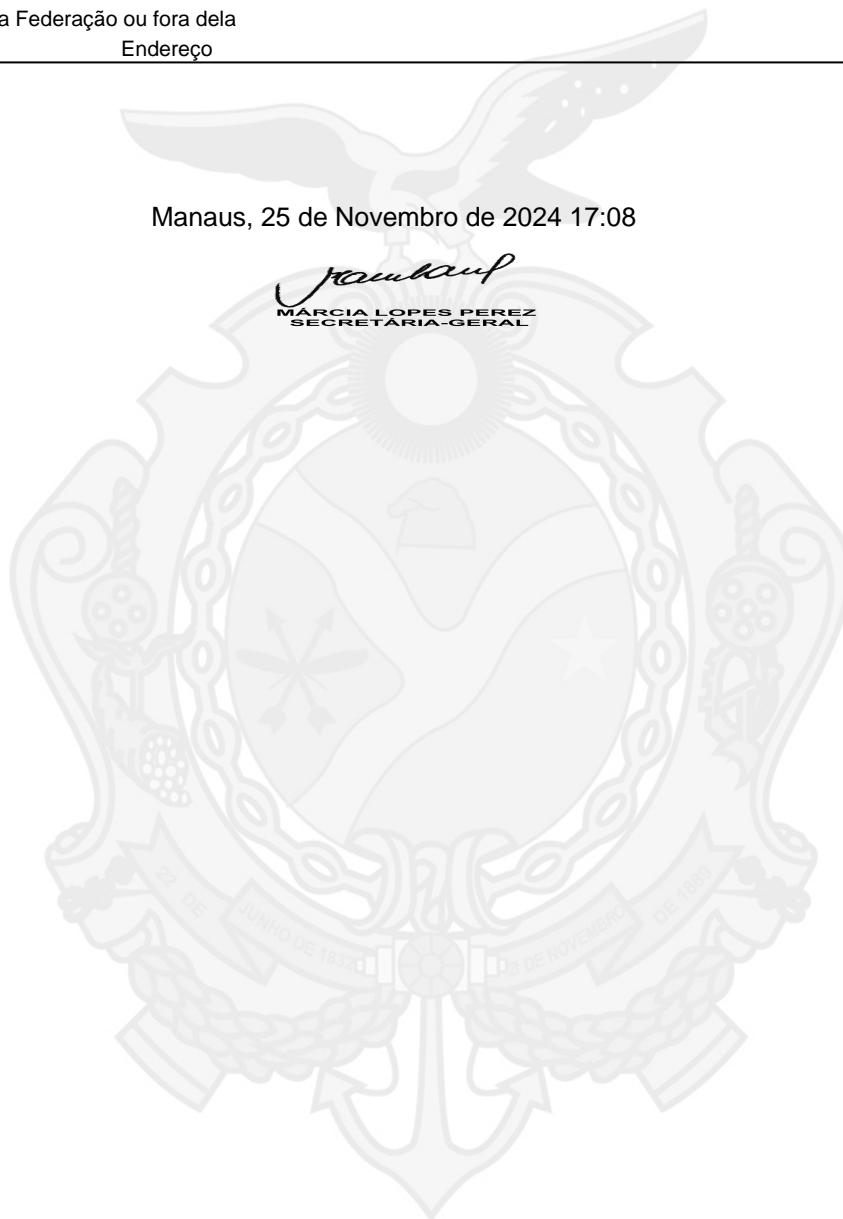 a Federação ou fora dela
Endereço
Manaus, 25 de Novembro de 2024 17:08
MÁRCIA LOPES PEREZ
SECRETÁRIA-GERAL
22 DE
JUNHO DE 1832
DE NOVEMBRO
DE 1889